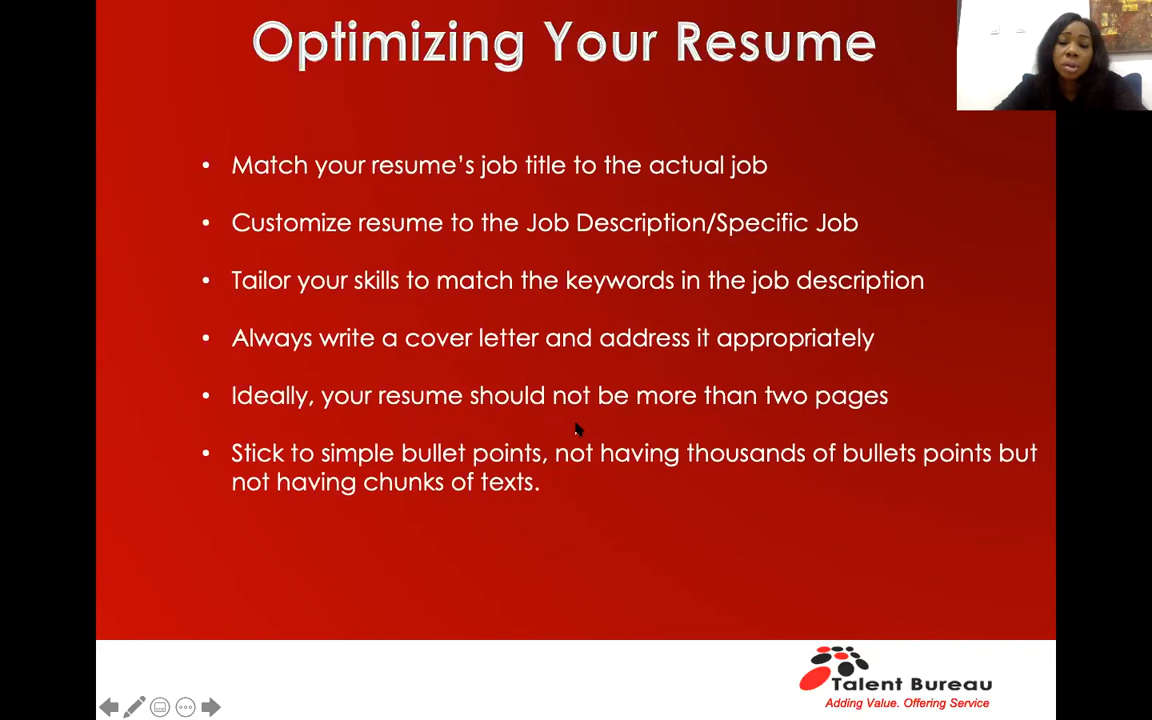 Optimizing Your Resume
• Match your resume’s job title to the actual job
• Customize resume to the Job Description/Specific Job
• Tailor your skills to match the keywords in the job description
• Always write a cover letter and address it appropriately
• Ideally, your resume should not be more than two pages
• Stick to simple bullet points, not having thousands of bullets points but
not having chunks of texts.
Talent Bureau
Adding Value. Offering Service